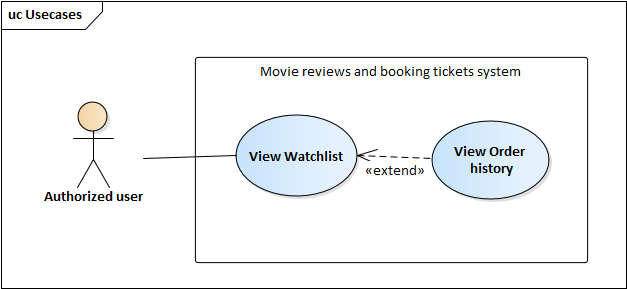 uc Usecases
Movie reviews and booking tickets system
View Watchlist
«extend»
View Order
history
Authorized user